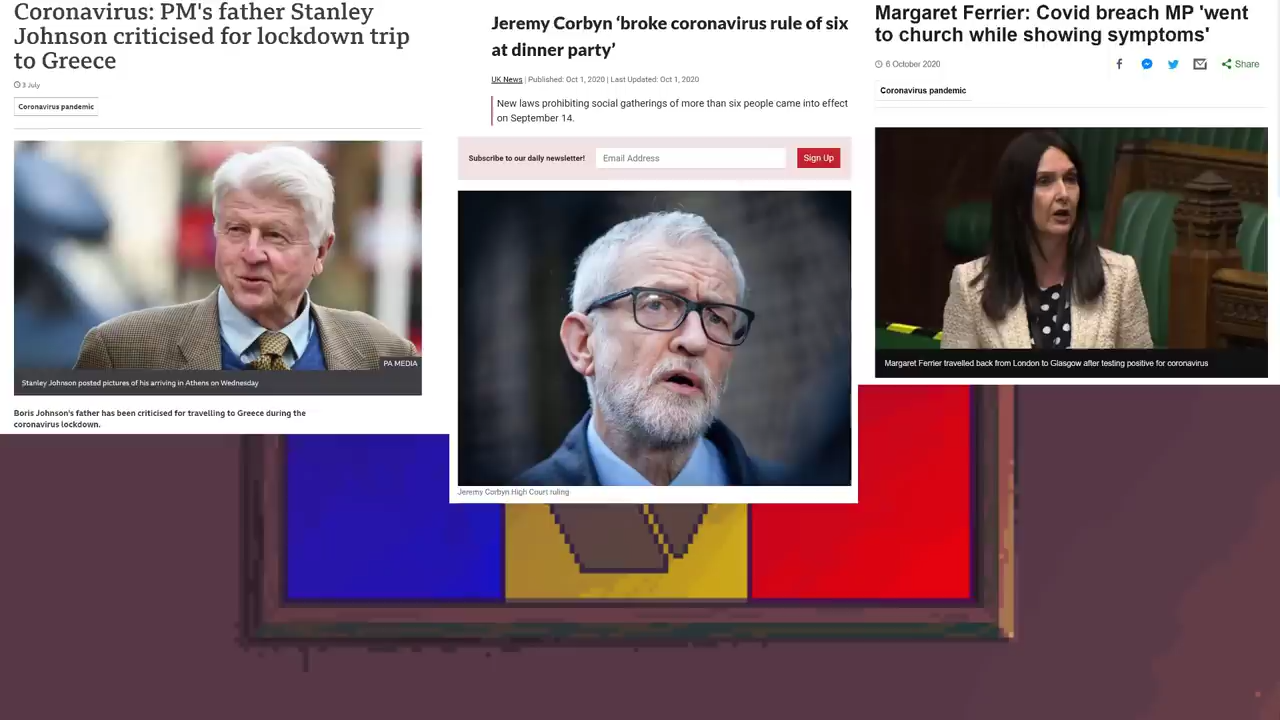 Coronavirus: PM's father Stanley
Johnson criticised for lockdown trip
to Greece
3 July
Coronavirus pandemic
PA MEDIA
Stanley Johnson posted pictures of his arriving in Athens on Wednesday
Boris Johnson's father has been criticised for travelling to Greece during the
coronavirus lockdown.
Jeremy Corbyn ‘broke coronavirus rule of six
at dinner party’
UK News | Published: Oct 1, 2020 | Last Updated: Oct 1, 2020
New laws prohibiting social gatherings of more than six people came into effect
on September 14.
Subscribe to our daily newsletter! Email Address Sign Up
Jeremy Corbyn High Court ruling
Margaret Ferrier: Covid breach MP 'went
to church while showing symptoms'
6 October 2020 Share
Coronavirus pandemic
Margaret Ferrier travelled back from London to Glasgow after testing positive for coronavirus